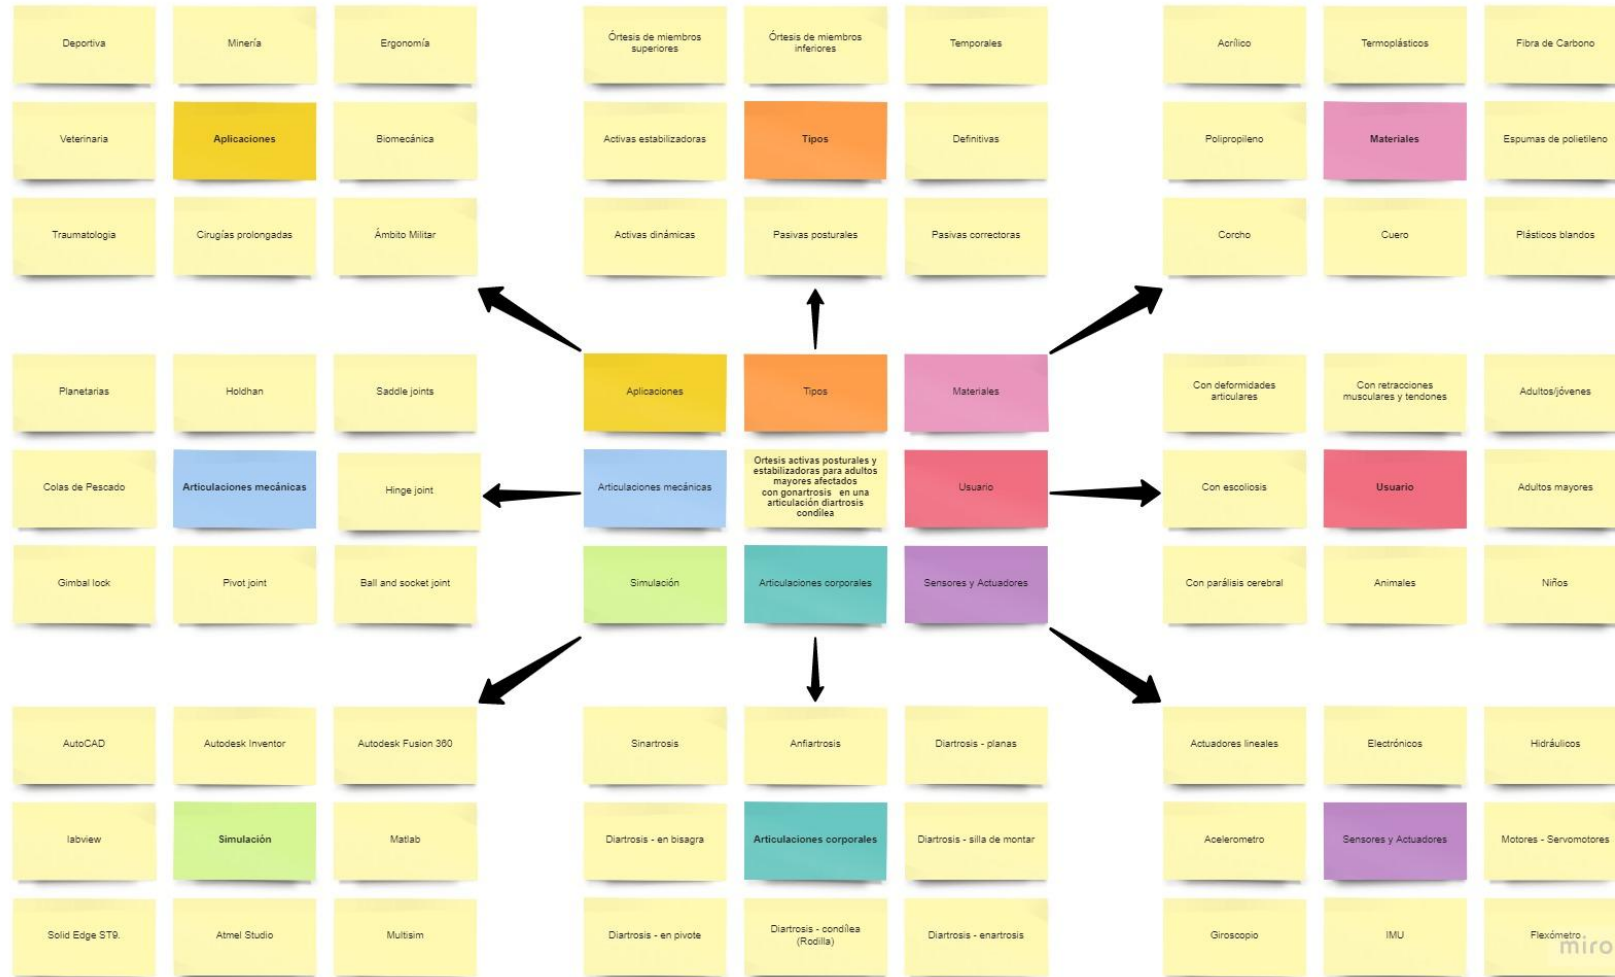 Deportiva
Minería
Ergonomía
Veterinaria
Aplicaciones
Biomecánica
Traumatologia
Cirugías prolongadas
Ámbito Militar
Órtesis de miembros
superiores
Órtesis de miembros
inferiores
Temporales
Activas estabilizadoras
Tipos
Definitivas
Activas dinámicas
Pasivas posturales
Pasivas correctoras
Acrílico
Termoplásticos
Fibra de Carbono
Polipropileno
Materiales
Espumas de polietileno
Corcho
Cuero
Plásticos blandos
Planetarias
Holdhan
Saddle joints
Colas de Pescado
Articulaciones mecánicas
Hinge joint
Gimbal lock
Pivot joint
Ball and socket joint
Aplicaciones
Tipos
Materiales
Articulaciones mecánicas
Ortesis activas posturales y
estabilizadoras para adultos
mayores afectados
con gonartrosis en una
articulación diartrosis
condílea
Usuario
Simulación
Articulaciones corporales
Sensores y Actuadores
Con deformidades
articulares
Con retracciones
musculares y tendones
Adultos/jóvenes
Con escoliosis
Usuario
Adultos mayores
Con parálisis cerebral
Animales
Niños
AutoCAD
Autodesk Inventor
Autodesk Fusion 360
labview
Simulación
Matlab
Solid Edge ST9.
Atmel Studio
Multisim
Sinartrosis
Anfiartrosis
Diartrosis - planas
Diartrosis - en bisagra
Articulaciones corporales
Diartrosis - silla de montar
Diartrosis - en pivote
Diartrosis - condílea
(Rodilla)
Diartrosis - enartrosis
Actuadores lineales
Electrónicos
Hidráulicos
Acelerometro
Sensores y Actuadores
Motores - Servomotores
Giroscopio
IMU
Flexómetro
miro